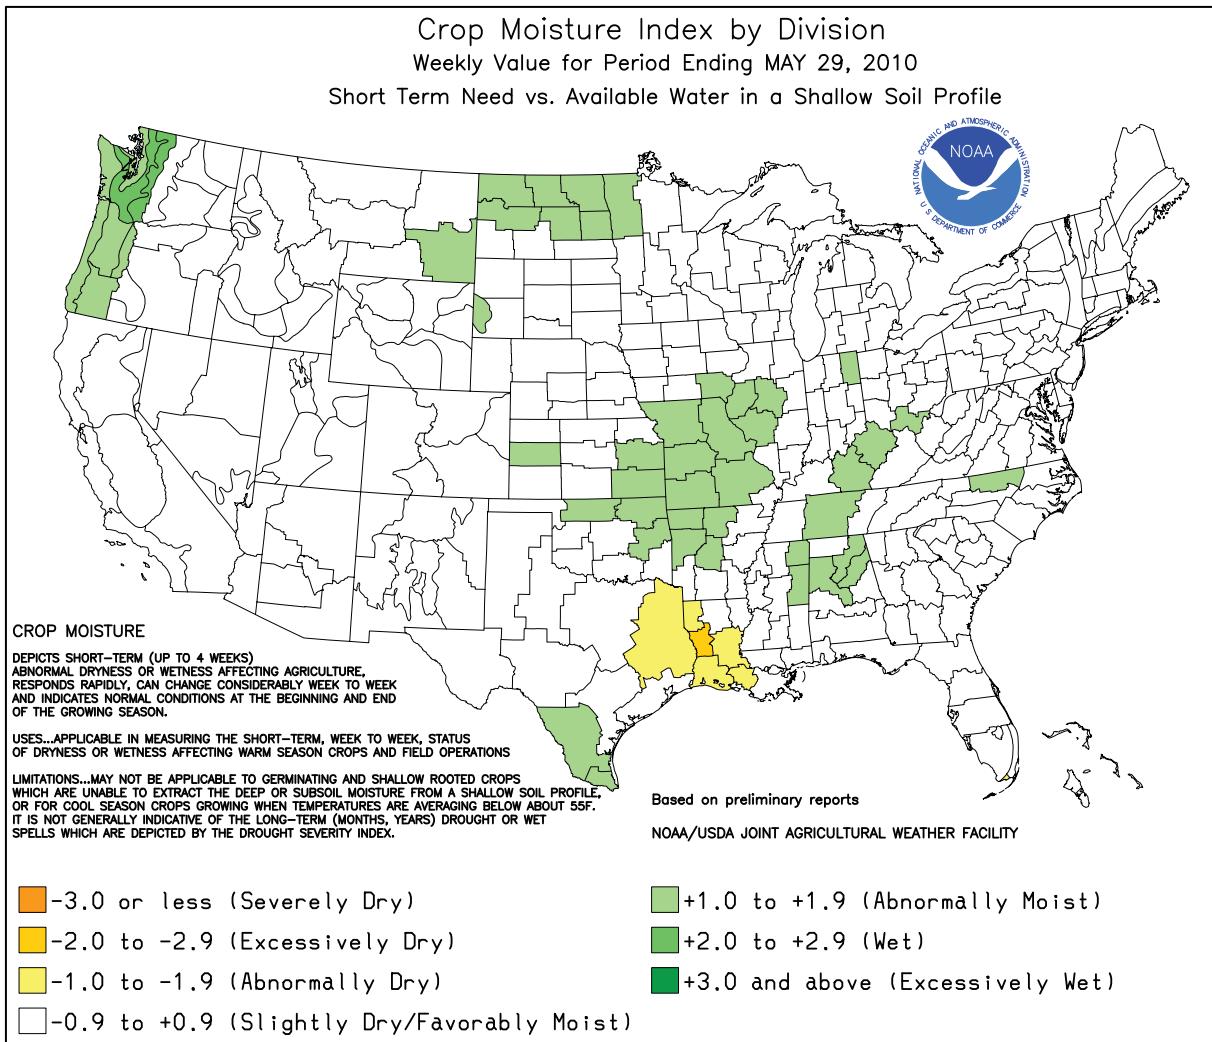 Crop Moisture Index by Division
Weekly Value for Period Ending MAY 29, 2010
Short Term Need vs. Available Water in a Shallow Soil Profile
NATIONAL OCEANIC AND ATMOSPHERIC ADMINISTRATION
NOAA
U S DEPARTMENT OF COMMERCE
CROP MOISTURE
DEPICTS SHORT-TERM (UP TO 4 WEEKS)
ABNORMAL DRYNESS OR WETNESS AFFECTING AGRICULTURE,
RESPONDS RAPIDLY, CAN CHANGE CONSIDERABLY WEEK TO WEEK
AND INDICATES NORMAL CONDITIONS AT THE BEGINNING AND END
OF THE GROWING SEASON.
USES...APPLICABLE IN MEASURING THE SHORT-TERM, WEEK TO WEEK, STATUS
OF DRYNESS OR WETNESS AFFECTING WARM SEASON CROPS AND FIELD OPERATIONS
LIMITATIONS...MAY NOT BE APPLICABLE TO GERMINATING AND SHALLOW ROOTED CROPS
WHICH ARE UNABLE TO EXTRACT THE DEEP OR SUBSOIL MOISTURE FROM A SHALLOW SOIL PROFILE,
OR FOR COOL SEASON CROPS GROWING WHEN TEMPERATURES ARE AVERAGING BELOW ABOUT 55F.
IT IS NOT GENERALLY INDICATIVE OF THE LONG-TERM (MONTHS, YEARS) DROUGHT OR WET
SPELLS WHICH ARE DEPICTED BY THE DROUGHT SEVERITY INDEX.
Based on preliminary reports
NOAA/USDA JOINT AGRICULTURAL WEATHER FACILITY
-3.0 or less (Severely Dry)
-2.0 to -2.9 (Excessively Dry)
-1.0 to -1.9 (Abnormally Dry)
-0.9 to +0.9 (Slightly Dry/Favorably Moist)
+1.0 to +1.9 (Abnormally Moist)
+2.0 to +2.9 (Wet)
+3.0 and above (Excessively Wet)